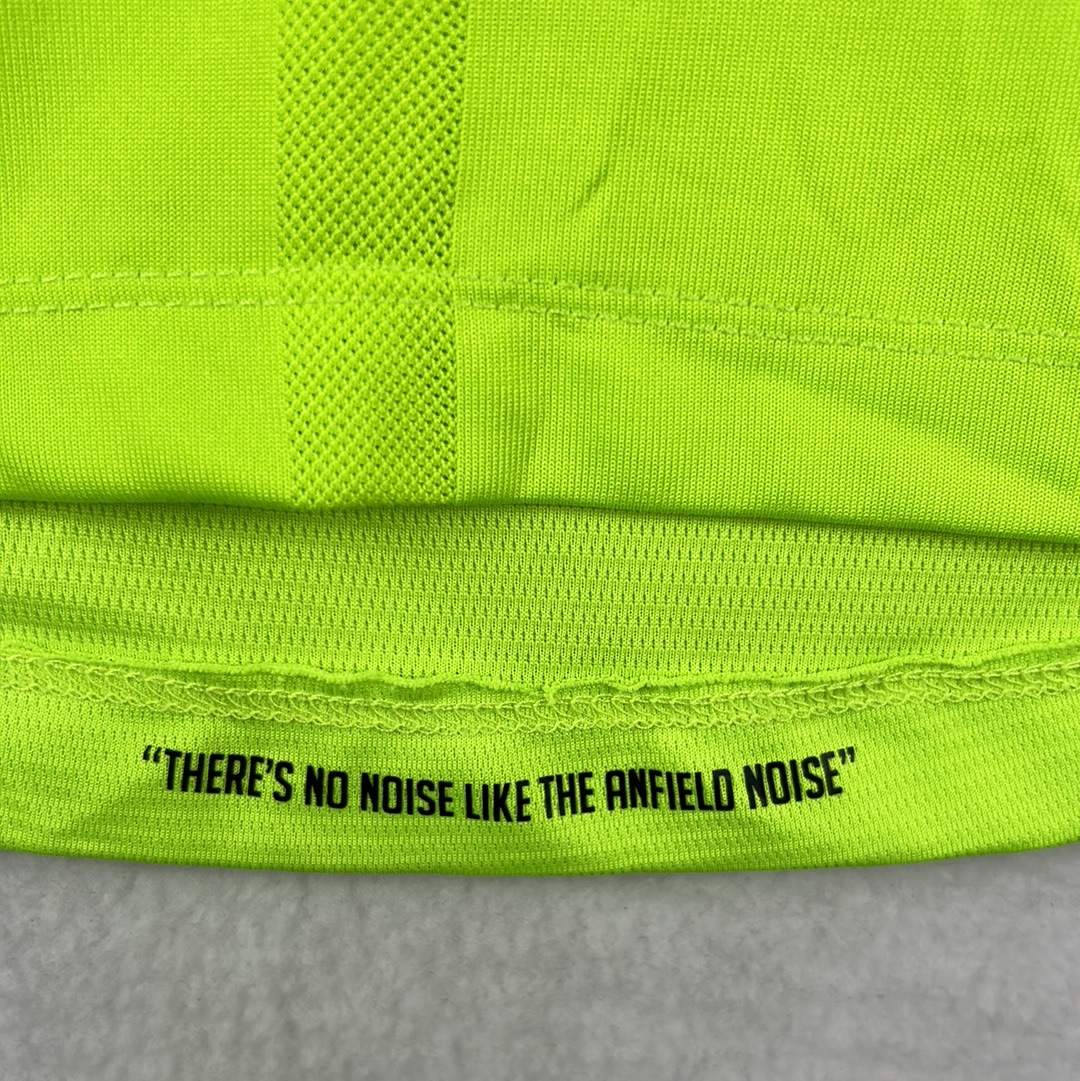 “THERE’S NO NOISE LIKE THE ANFIELD NOISE”